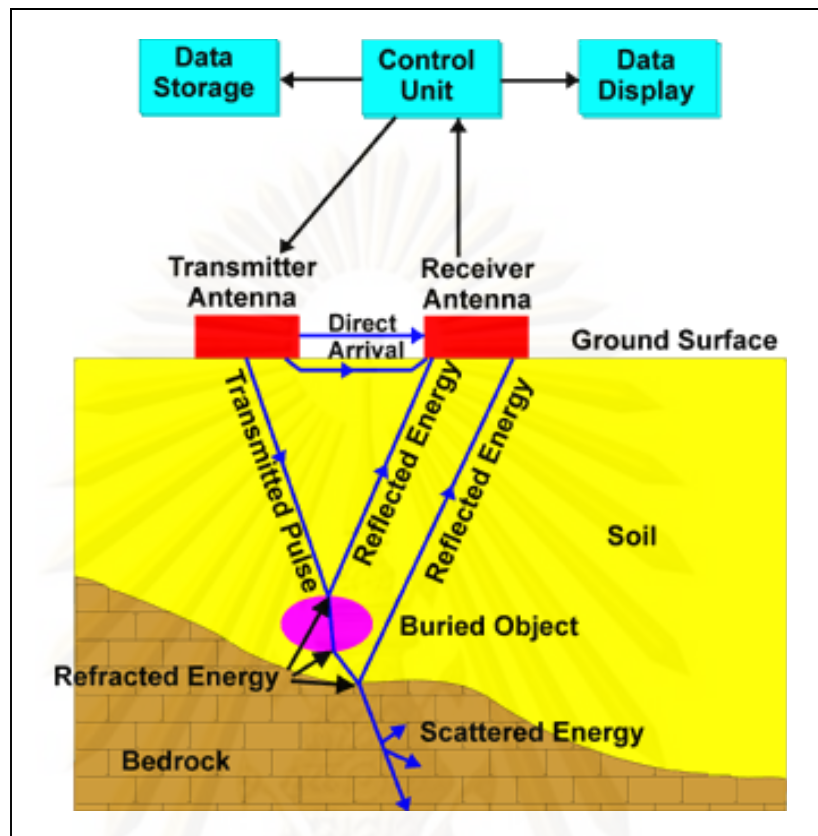 Data
Storage
Control
Unit
Data
Display
Transmitter
Antenna
Receiver
Antenna
Direct
Arrival
Ground Surface
Transmitted Pulse
Reflected Energy
Reflected Energy
Soil
Buried Object
Refracted Energy
Scattered Energy
Bedrock